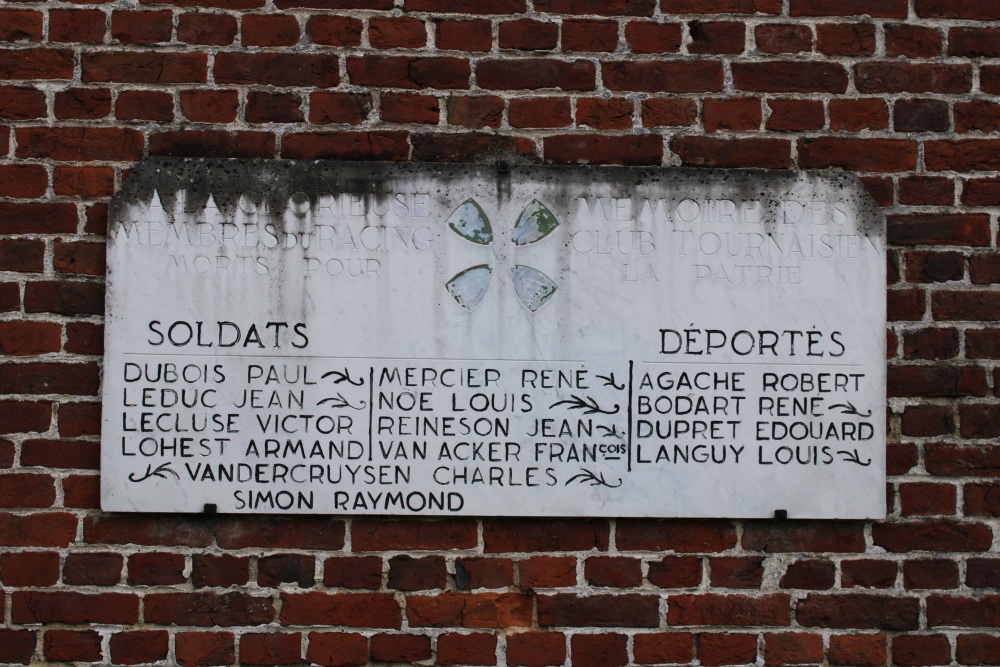 A LA GLORIEUSE MEMOIRE DES
MEMBRES DU RACING CLUB TOURNAISIEN
MORTS POUR LA PATRIE
SOLDATS
DUBOIS PAUL MERCIER RENÉ
LEDUC JEAN NOË LOUIS
LECLUSE VICTOR REINESON JEAN
LOHEST ARMAND VAN ACKER FRANÇOIS
VANDERCRUYSEN CHARLES
SIMON RAYMOND
DÉPORTÉS
AGACHE ROBERT
BODART RENÉ
DUPRET EDOUARD
LANGUY LOUIS